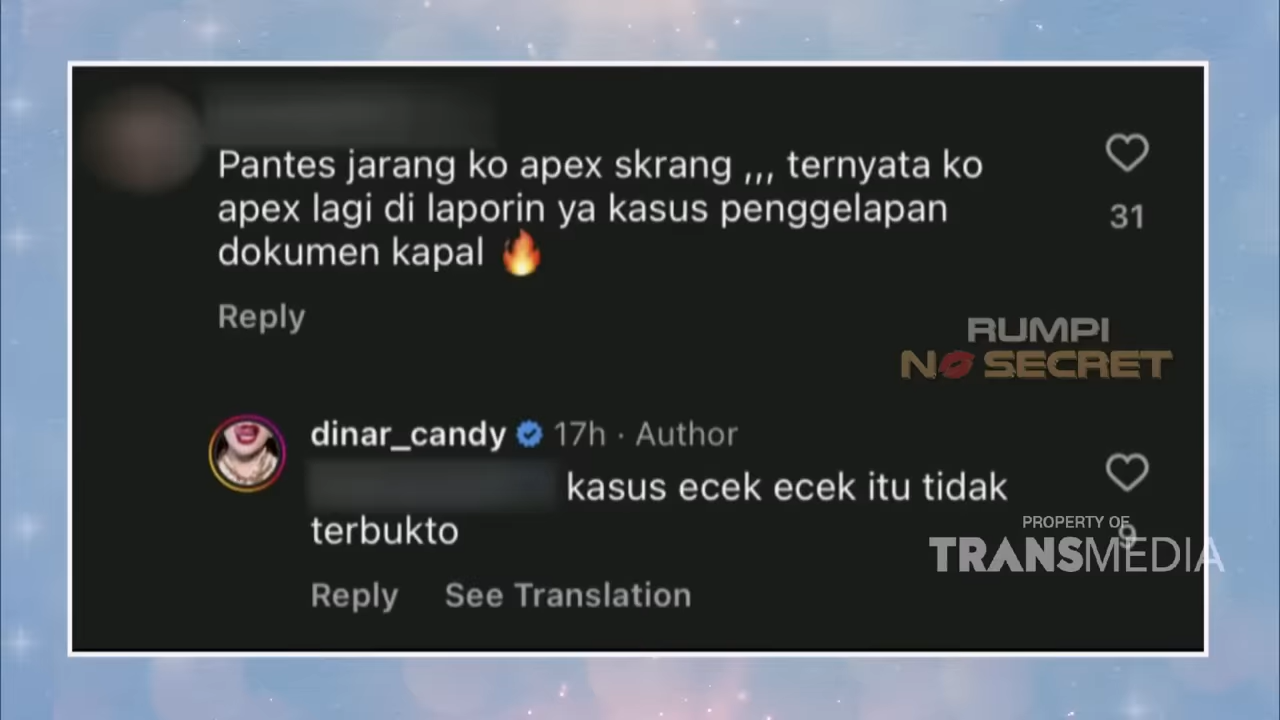 Pantes jarang ko apex skrang ,,, ternyata ko
apex lagi di laporin ya kasus penggelapan
dokumen kapal 🔥
31
Reply
RUMPI
NO SECRET
dinar_candy 17h · Author
kasus ecek ecek itu tidak
terbukto
9
PROPERTY OF
TRANSMEDIA
Reply See Translation